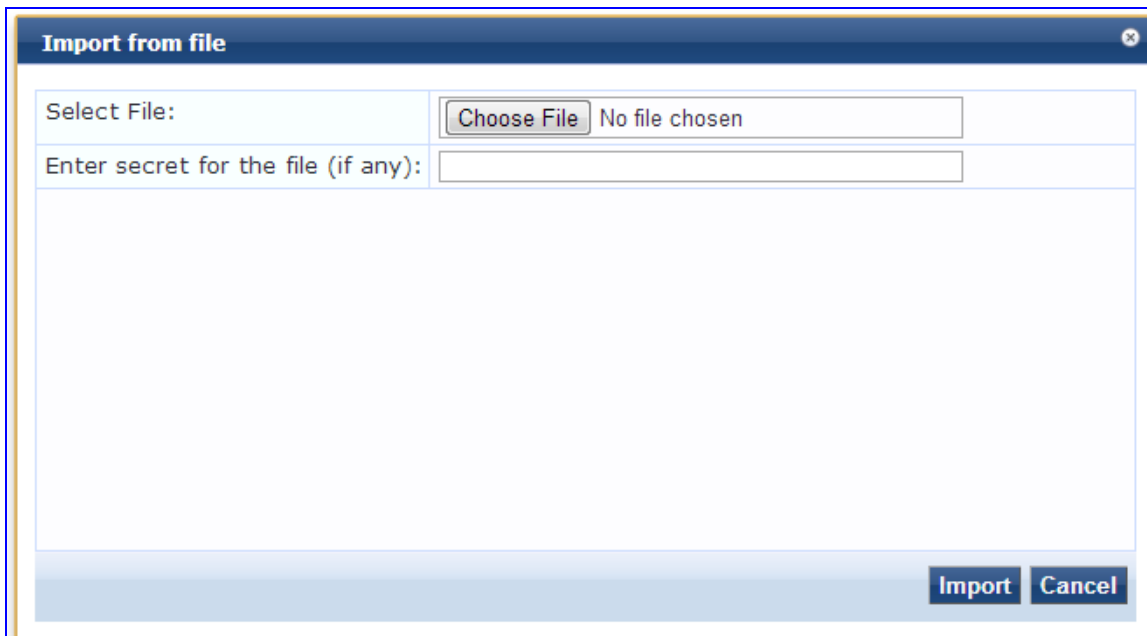 Import from file
Select File:
Choose File No file chosen
Enter secret for the file (if any):
Import Cancel